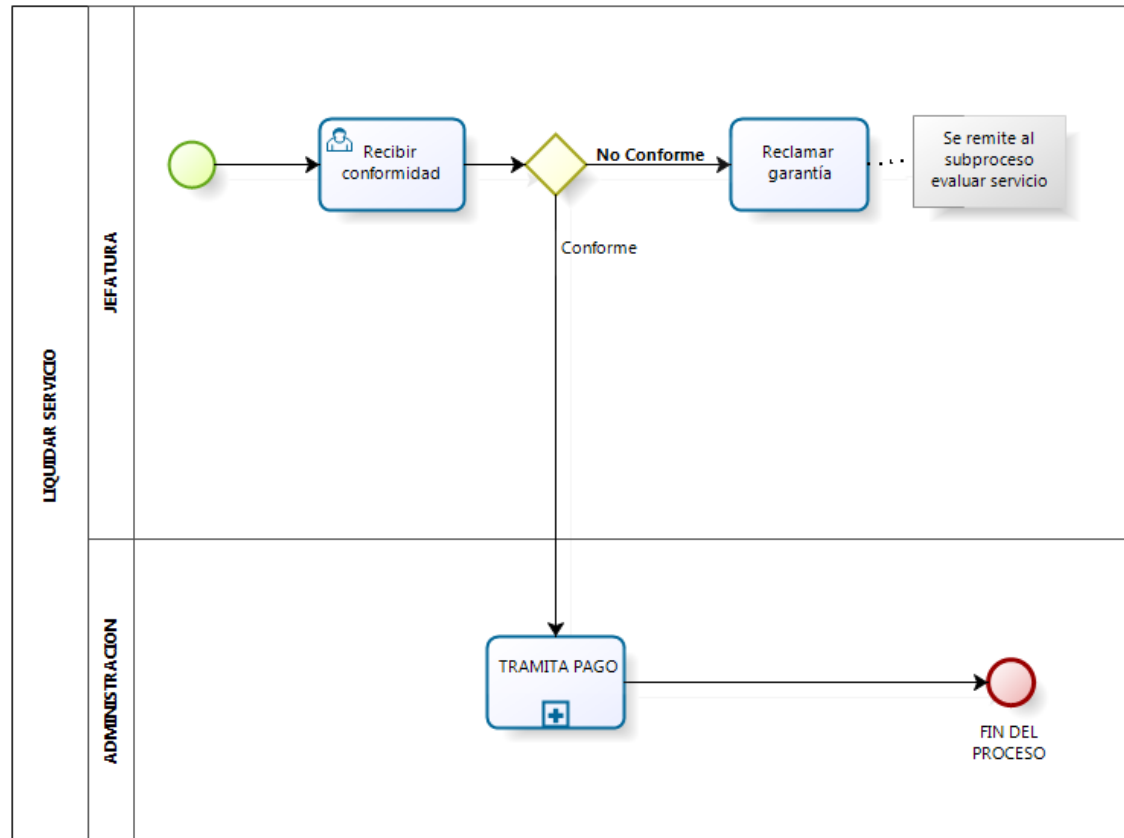 LIQUIDAR SERVICIO
JEFATURA
Recibir
conformidad
No Conforme
Reclamar
garantía
Se remite al
subproceso
evaluar servicio
Conforme
ADMINISTRACION
TRAMITA PAGO
FIN DEL
PROCESO